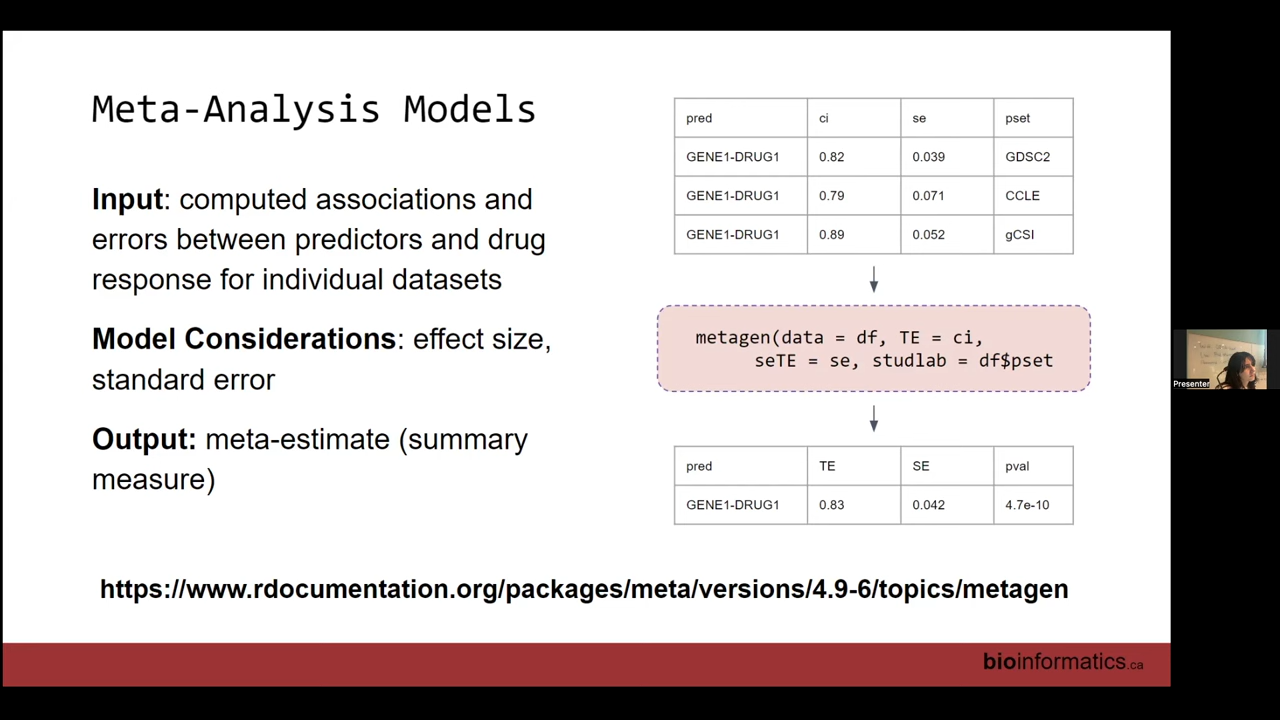 Meta-Analysis Models
Input: computed associations and
errors between predictors and drug
response for individual datasets
Model Considerations: effect size,
standard error
Output: meta-estimate (summary
measure)
pred ci se pset
GENE1-DRUG1 0.82 0.039 GDSC2
GENE1-DRUG1 0.79 0.071 CCLE
GENE1-DRUG1 0.89 0.052 gCSI
metagen(data = df, TE = ci,
seTE = se, studlab = df$pset
pred TE SE pval
GENE1-DRUG1 0.83 0.042 4.7e-10
https://www.rdocumentation.org/packages/meta/versions/4.9-6/topics/metagen
bioinformatics.ca
Presenter